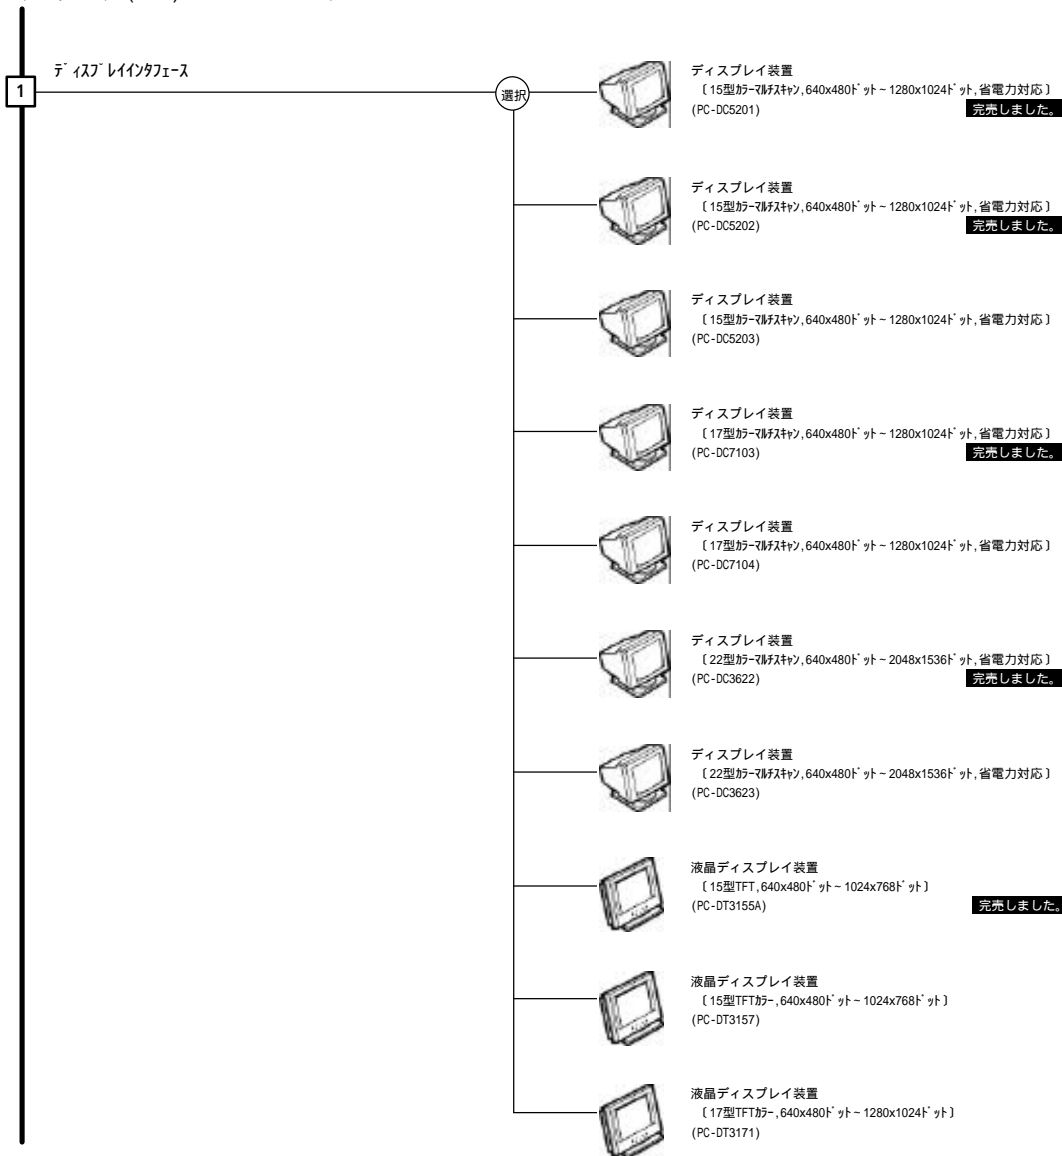 ﾃﾞｨｽﾌﾟﾚｲｲﾝﾀﾌｪｰｽ
1
選択
ディスプレイ装置
〔15型ｶﾗｰﾏﾙﾁｽｷｬﾝ,640x480ﾄﾞｯﾄ～1280x1024ﾄﾞｯﾄ,省電力対応〕
(PC-DC5201) 完売しました。
ディスプレイ装置
〔15型ｶﾗｰﾏﾙﾁｽｷｬﾝ,640x480ﾄﾞｯﾄ～1280x1024ﾄﾞｯﾄ,省電力対応〕
(PC-DC5202) 完売しました。
ディスプレイ装置
〔15型ｶﾗｰﾏﾙﾁｽｷｬﾝ,640x480ﾄﾞｯﾄ～1280x1024ﾄﾞｯﾄ,省電力対応〕
(PC-DC5203)
ディスプレイ装置
〔17型ｶﾗｰﾏﾙﾁｽｷｬﾝ,640x480ﾄﾞｯﾄ～1280x1024ﾄﾞｯﾄ,省電力対応〕
(PC-DC7103) 完売しました。
ディスプレイ装置
〔17型ｶﾗｰﾏﾙﾁｽｷｬﾝ,640x480ﾄﾞｯﾄ～1280x1024ﾄﾞｯﾄ,省電力対応〕
(PC-DC7104)
ディスプレイ装置
〔22型ｶﾗｰﾏﾙﾁｽｷｬﾝ,640x480ﾄﾞｯﾄ～2048x1536ﾄﾞｯﾄ,省電力対応〕
(PC-DC3622) 完売しました。
ディスプレイ装置
〔22型ｶﾗｰﾏﾙﾁｽｷｬﾝ,640x480ﾄﾞｯﾄ～2048x1536ﾄﾞｯﾄ,省電力対応〕
(PC-DC3623)
液晶ディスプレイ装置
〔15型TFT,640x480ﾄﾞｯﾄ～1024x768ﾄﾞｯﾄ〕
(PC-DT3155A) 完売しました。
液晶ディスプレイ装置
〔15型TFTｶﾗｰ,640x480ﾄﾞｯﾄ～1024x768ﾄﾞｯﾄ〕
(PC-DT3157)
液晶ディスプレイ装置
〔17型TFTｶﾗｰ,640x480ﾄﾞｯﾄ～1280x1024ﾄﾞｯﾄ〕
(PC-DT3171)